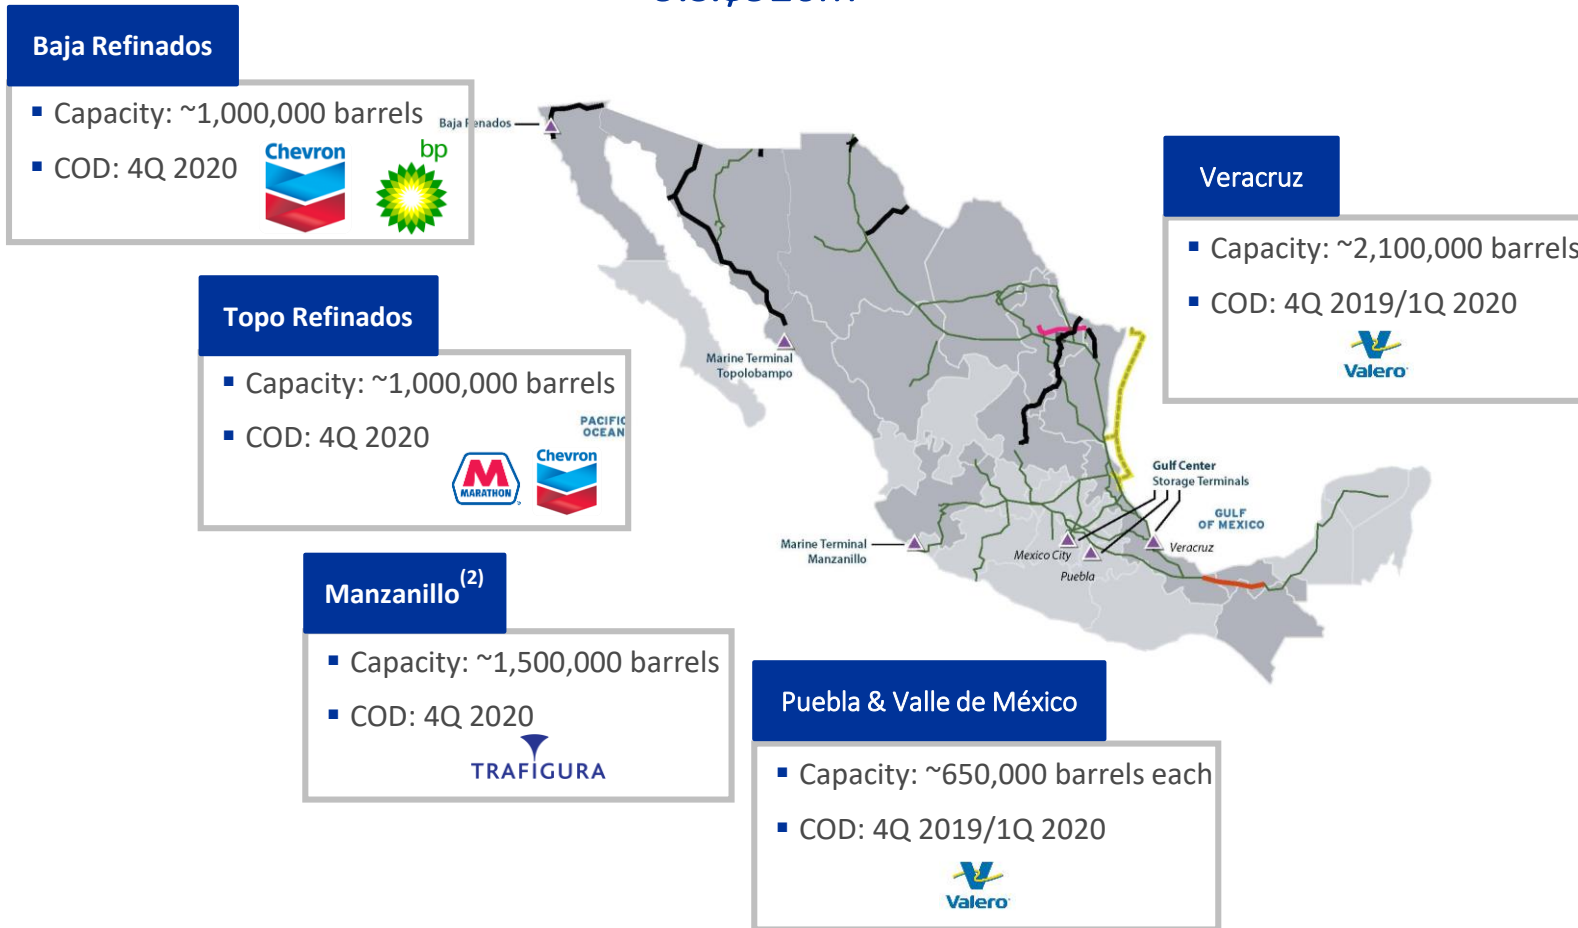 Baja Refinados
▪ Capacity: ~1,000,000 barrels
▪ COD: 4Q 2020
Chevron
bp
Topo Refinados
▪ Capacity: ~1,000,000 barrels
▪ COD: 4Q 2020
MARATHON
Chevron
PACIFIC
OCEAN
Manzanillo(2)
▪ Capacity: ~1,500,000 barrels
▪ COD: 4Q 2020
TRAFIGURA
Puebla & Valle de México
▪ Capacity: ~650,000 barrels each
▪ COD: 4Q 2019/1Q 2020
Valero
Veracruz
▪ Capacity: ~2,100,000 barrels
▪ COD: 4Q 2019/1Q 2020
Valero
Baja
Marine Terminal
Topolobampo
Marine Terminal
Manzanillo
Gulf Center
Storage Terminals
GULF
OF MEXICO
Mexico City
Puebla
Veracruz